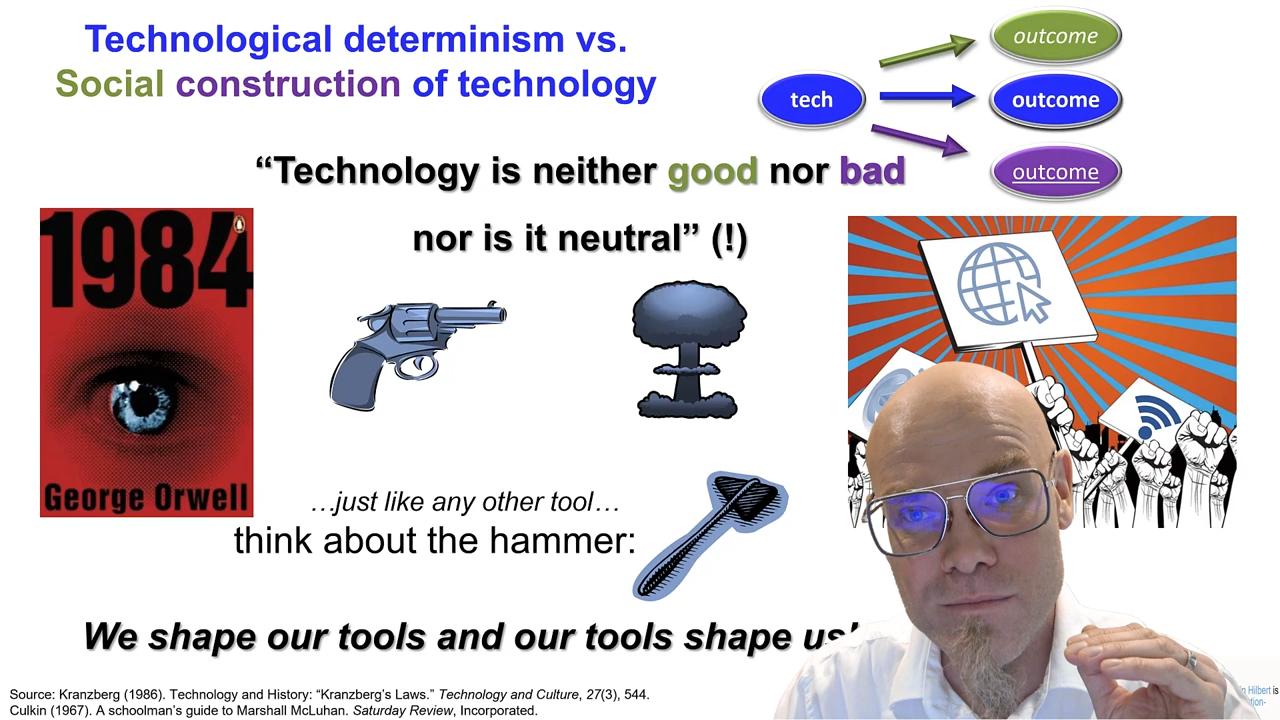 Technological determinism vs.
Social construction of technology
tech
outcome
outcome
outcome
“Technology is neither good nor bad
nor is it neutral” (!)
1984
George Orwell
…just like any other tool…
think about the hammer:
We shape our tools and our tools shape us!
Source: Kranzberg (1986). Technology and History: “Kranzberg’s Laws.” Technology and Culture, 27(3), 544.
Culkin (1967). A schoolman’s guide to Marshall McLuhan. Saturday Review, Incorporated.
Hilbert is